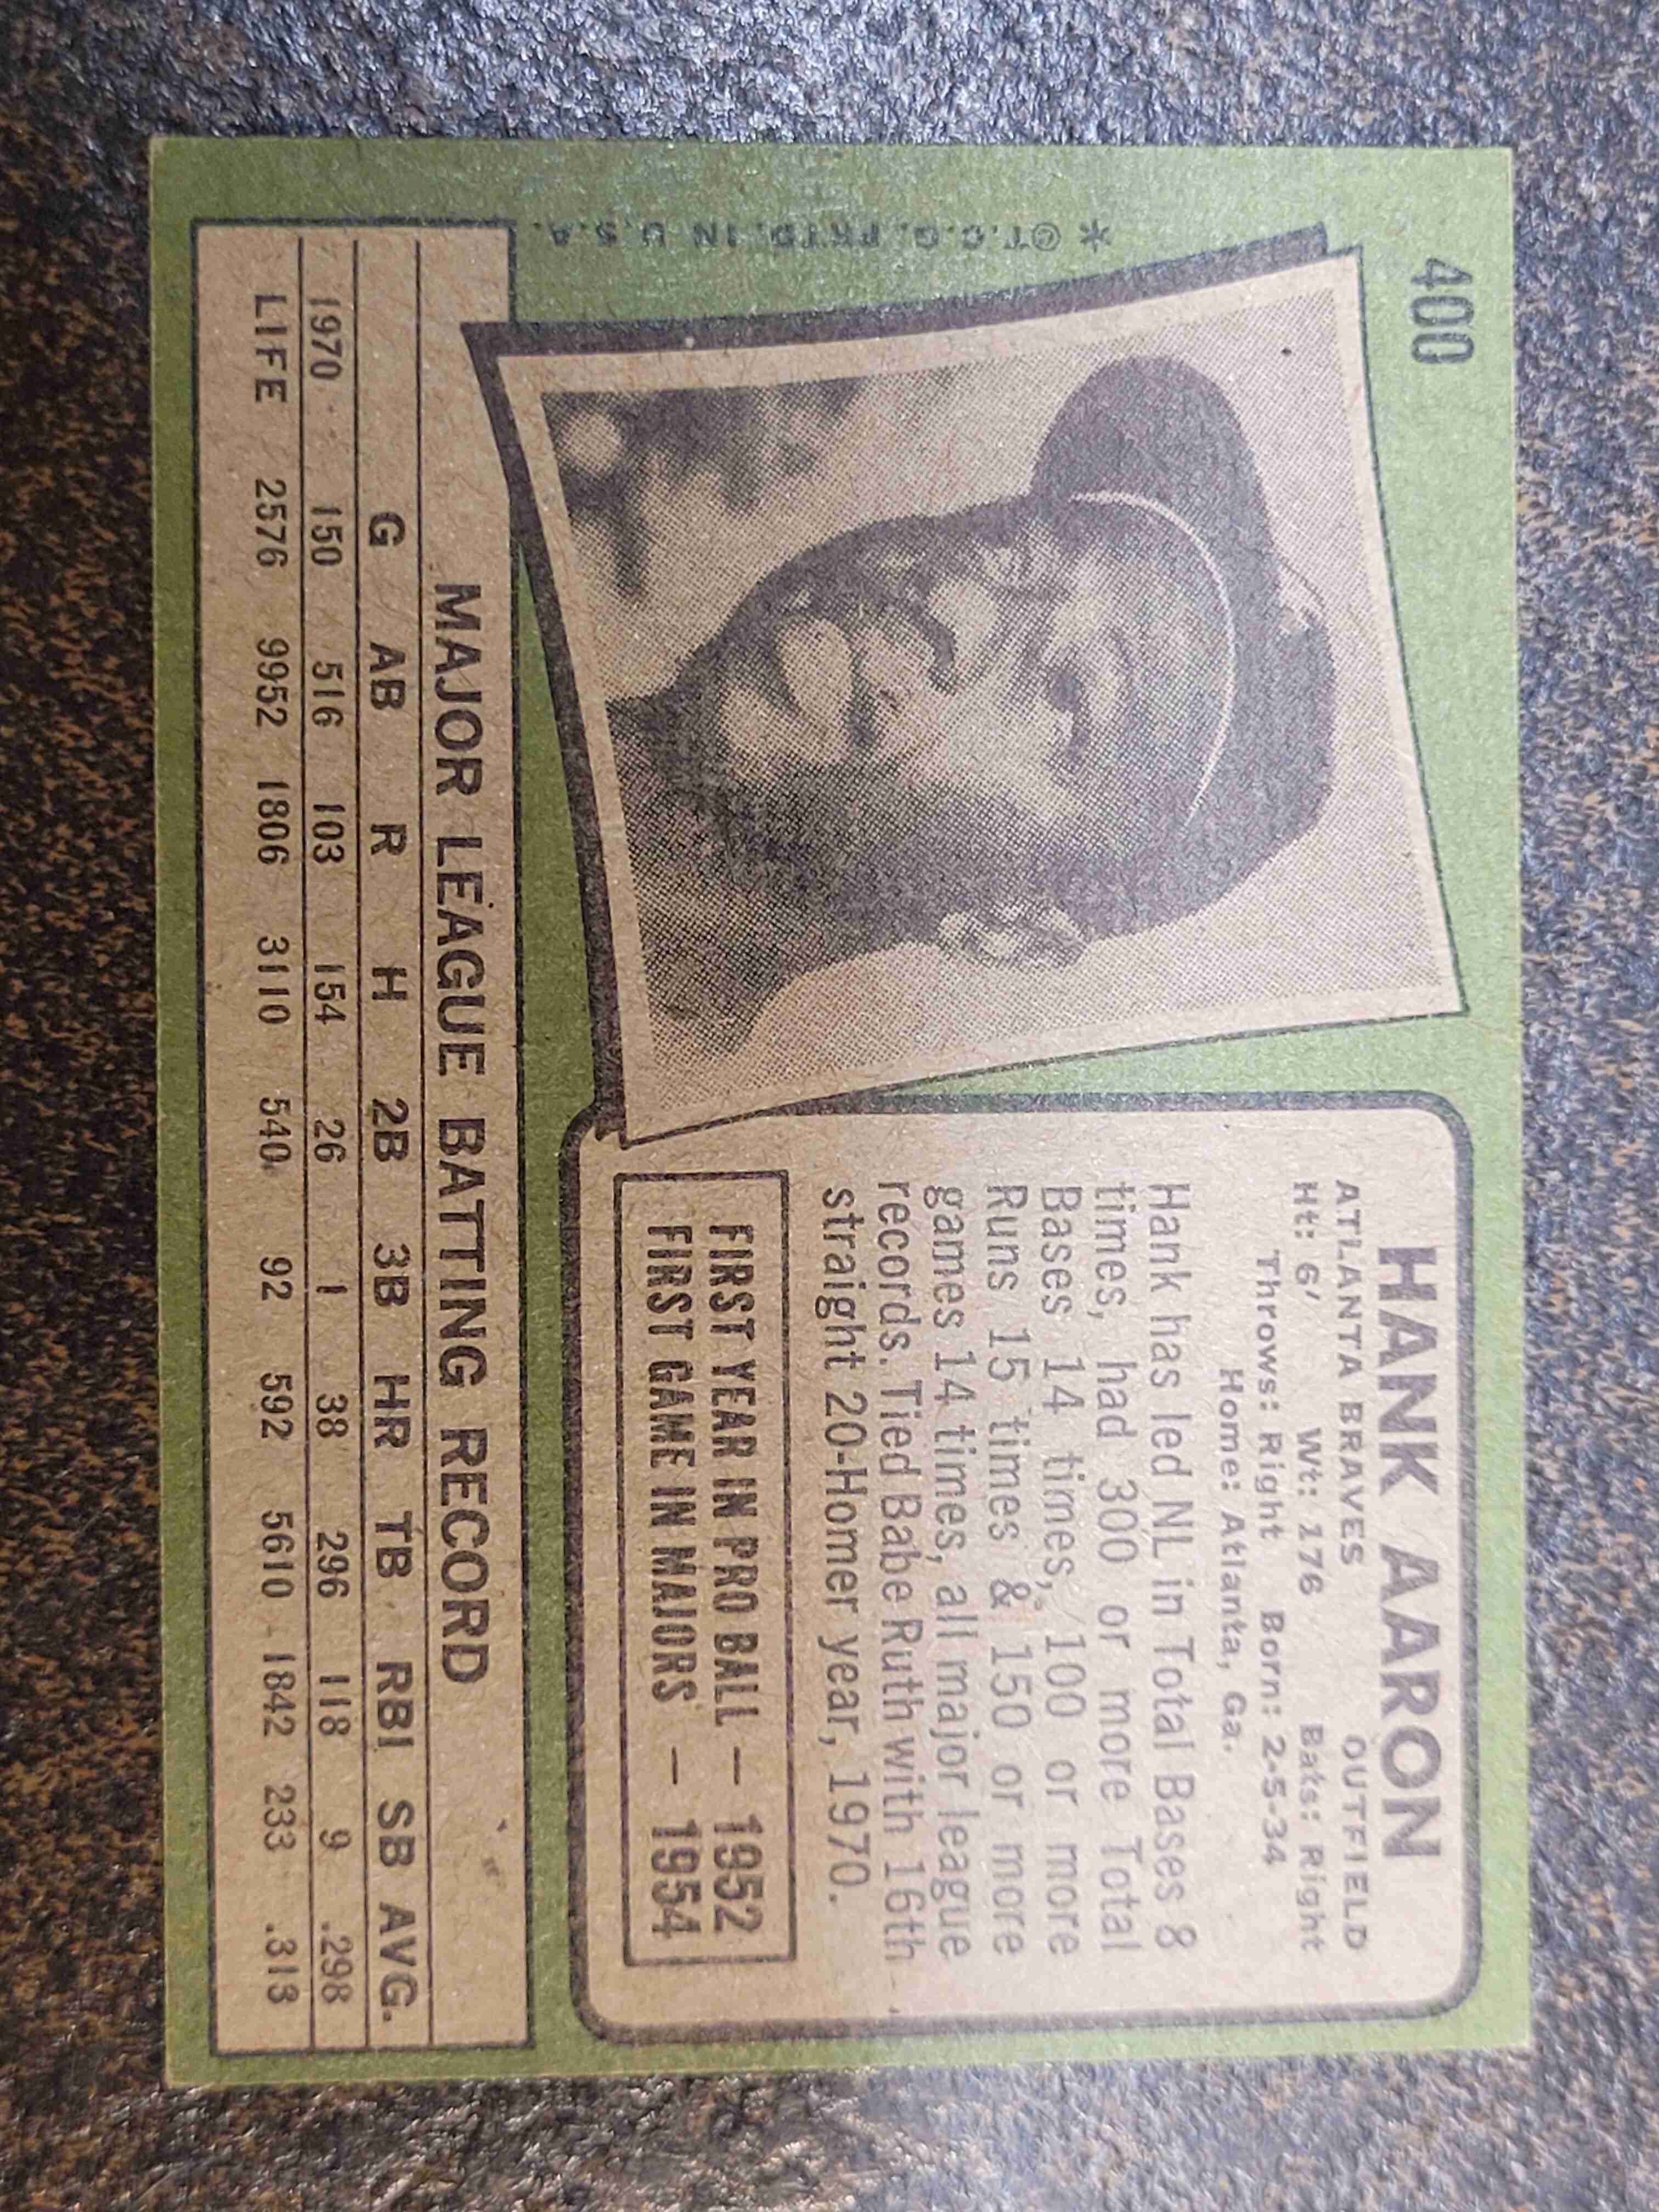 400
HANK AARON
ATLANTA BRAVES OUTFIELD
Ht: 6' Wt: 176 Bats: Right
Throws: Right Born: 2-5-34
Home: Atlanta, Ga.
Hank has led NL in Total Bases 8
times, had 300 or more Total
Bases 14 times, 100 or more
Runs 15 times & 150 or more
games 14 times, all major league
records. Tied Babe Ruth with 16th
straight 20-Homer year, 1970.
FIRST YEAR IN PRO BALL — 1952
FIRST GAME IN MAJORS — 1954
* ©T.C.G. PRTD. IN U.S.A.
MAJOR LEAGUE BATTING RECORD
G AB R H 2B 3B HR TB RBI SB AVG.
1970 150 516 103 154 26 1 38 296 118 9 .298
LIFE 2576 9952 1806 3110 540 92 592 5610 1842 233 .313